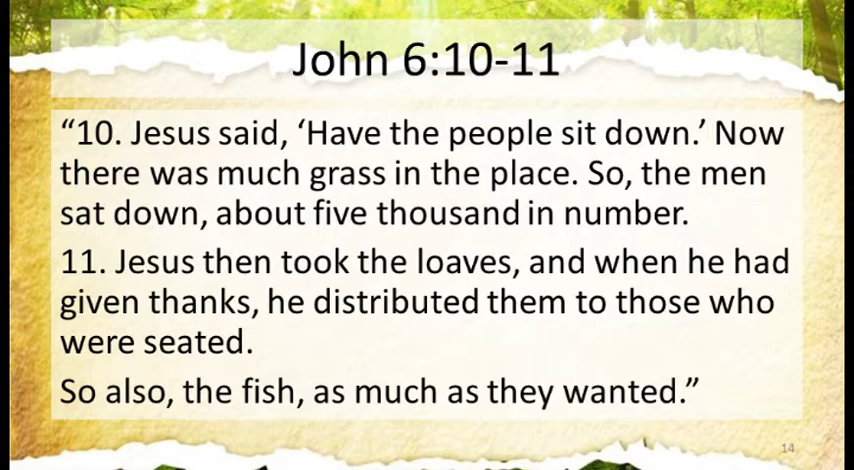 John 6:10-11
“10. Jesus said, ‘Have the people sit down.’ Now
there was much grass in the place. So, the men
sat down, about five thousand in number.
11. Jesus then took the loaves, and when he had
given thanks, he distributed them to those who
were seated.
So also, the fish, as much as they wanted.”
14